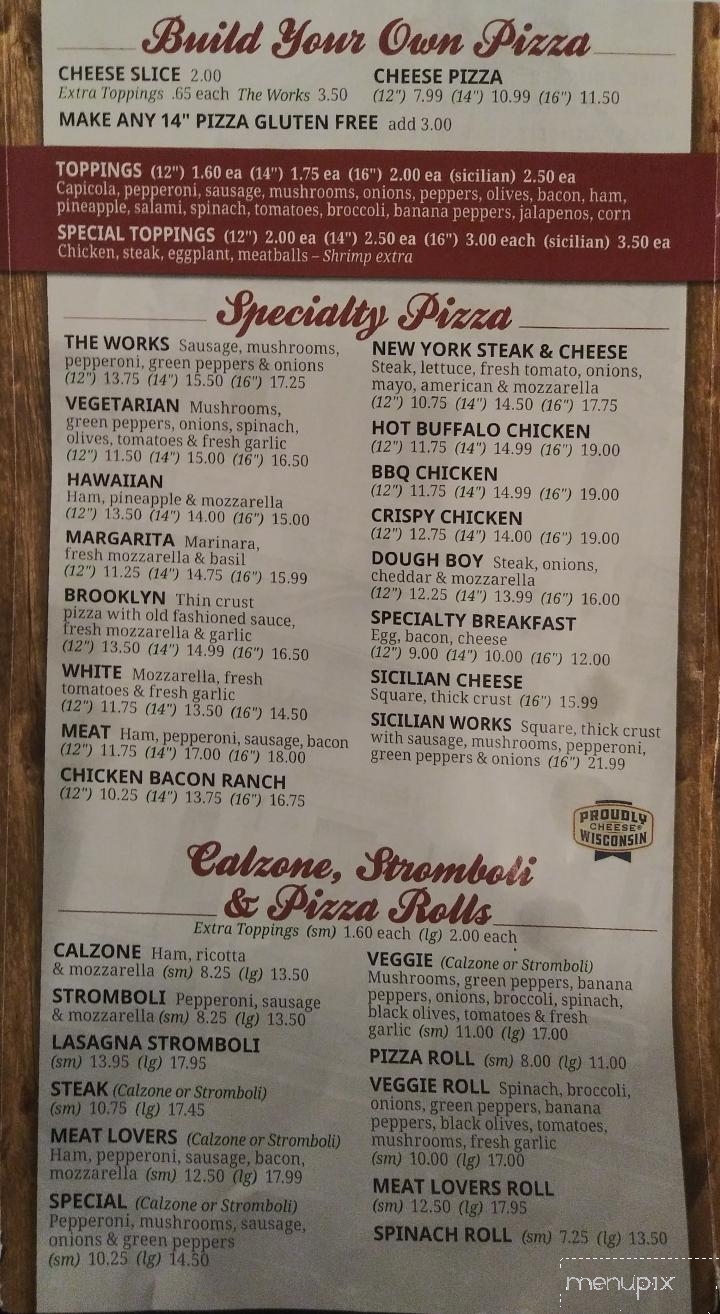 Build Your Own Pizza
CHEESE SLICE 2.00
Extra Toppings .65 each The Works 3.50
CHEESE PIZZA
(12") 7.99 (14") 10.99 (16") 11.50
MAKE ANY 14" PIZZA GLUTEN FREE add 3.00
TOPPINGS (12") 1.60 ea (14") 1.75 ea (16") 2.00 ea (sicilian) 2.50 ea
Capicola, pepperoni, sausage, mushrooms, onions, peppers, olives, bacon, ham,
pineapple, salami, spinach, tomatoes, broccoli, banana peppers, jalapenos, corn
SPECIAL TOPPINGS (12") 2.00 ea (14") 2.50 ea (16") 3.00 each (sicilian) 3.50 ea
Chicken, steak, eggplant, meatballs – Shrimp extra
Specialty Pizza
THE WORKS Sausage, mushrooms,
pepperoni, green peppers & onions
(12") 13.75 (14") 15.50 (16") 17.25
VEGETARIAN Mushrooms,
green peppers, onions, spinach,
olives, tomatoes & fresh garlic
(12") 11.50 (14") 15.00 (16") 16.50
HAWAIIAN
Ham, pineapple & mozzarella
(12") 13.50 (14") 14.00 (16") 15.00
MARGARITA Marinara,
fresh mozzarella & basil
(12") 11.25 (14") 14.75 (16") 15.99
BROOKLYN Thin crust
pizza with old fashioned sauce,
fresh mozzarella & garlic
(12") 13.50 (14") 14.99 (16") 16.50
WHITE Mozzarella, fresh
tomatoes & fresh garlic
(12") 11.75 (14") 13.50 (16") 14.50
MEAT Ham, pepperoni, sausage, bacon
(12") 11.75 (14") 17.00 (16") 18.00
CHICKEN BACON RANCH
(12") 10.25 (14") 13.75 (16") 16.75
NEW YORK STEAK & CHEESE
Steak, lettuce, fresh tomato, onions,
mayo, american & mozzarella
(12") 10.75 (14") 14.50 (16") 17.75
HOT BUFFALO CHICKEN
(12") 11.75 (14") 14.99 (16") 19.00
BBQ CHICKEN
(12") 11.75 (14") 14.99 (16") 19.00
CRISPY CHICKEN
(12") 12.75 (14") 14.00 (16") 19.00
DOUGH BOY Steak, onions,
cheddar & mozzarella
(12") 12.25 (14") 13.99 (16") 16.00
SPECIALTY BREAKFAST
Egg, bacon, cheese
(12") 9.00 (14") 10.00 (16") 12.00
SICILIAN CHEESE
Square, thick crust (16") 15.99
SICILIAN WORKS Square, thick crust
with sausage, mushrooms, pepperoni,
green peppers & onions (16") 21.99
PROUDLY
CHEESE®
WISCONSIN
Calzone, Stromboli
& Pizza Rolls
Extra Toppings (sm) 1.60 each (lg) 2.00 each
CALZONE Ham, ricotta
& mozzarella (sm) 8.25 (lg) 13.50
STROMBOLI Pepperoni, sausage
& mozzarella (sm) 8.25 (lg) 13.50
LASAGNA STROMBOLI
(sm) 13.95 (lg) 17.95
STEAK (Calzone or Stromboli)
(sm) 10.75 (lg) 17.45
MEAT LOVERS (Calzone or Stromboli)
Ham, pepperoni, sausage, bacon,
mozzarella (sm) 12.50 (lg) 17.99
SPECIAL (Calzone or Stromboli)
Pepperoni, mushrooms, sausage,
onions & green peppers
(sm) 10.25 (lg) 14.50
VEGGIE (Calzone or Stromboli)
Mushrooms, green peppers, banana
peppers, onions, broccoli, spinach,
black olives, tomatoes & fresh
garlic (sm) 11.00 (lg) 17.00
PIZZA ROLL (sm) 8.00 (lg) 11.00
VEGGIE ROLL Spinach, broccoli,
onions, green peppers, banana
peppers, black olives, tomatoes,
mushrooms, fresh garlic
(sm) 10.00 (lg) 17.00
MEAT LOVERS ROLL
(sm) 12.50 (lg) 17.95
SPINACH ROLL (sm) 7.25 (lg) 13.50
menupix